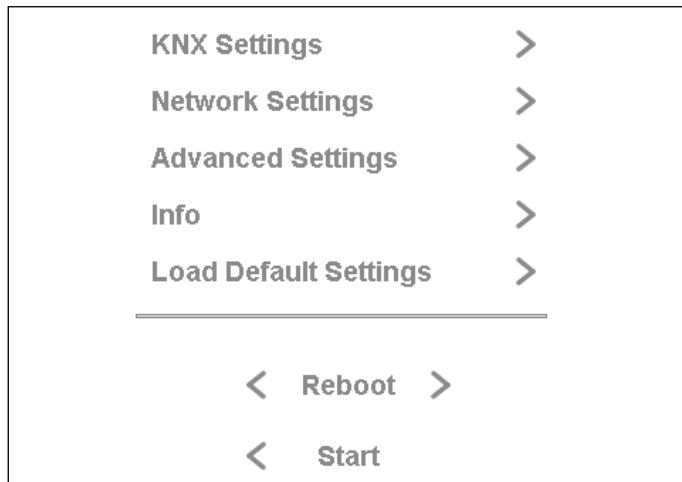 KNX Settings >
Network Settings >
Advanced Settings >
Info >
Load Default Settings >
< Reboot >
< Start